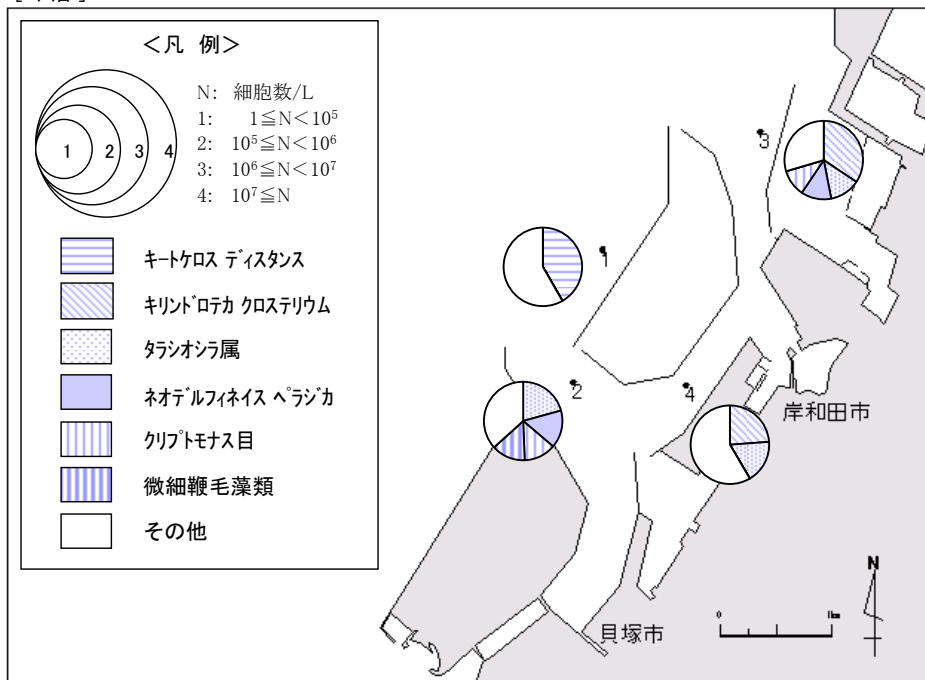 ＜凡 例＞
N: 細胞数/L
1: 1≦N<10⁵
2: 10⁵≦N<10⁶
3: 10⁶≦N<10⁷
4: 10⁷≦N
1 2 3 4
キートケロス ディスタンス
キリンドロテカ クロステリウム
タラシオシラ属
ネオデルフィネイス ペラジカ
クリプトモナス目
微細鞭毛藻類
その他
3
1
2
4
岸和田市
貝塚市
N
0 1km